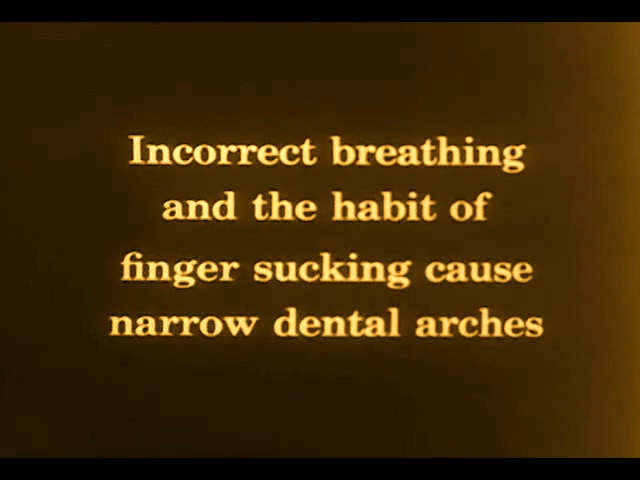 Incorrect breathing
and the habit of
finger sucking cause
narrow dental arches